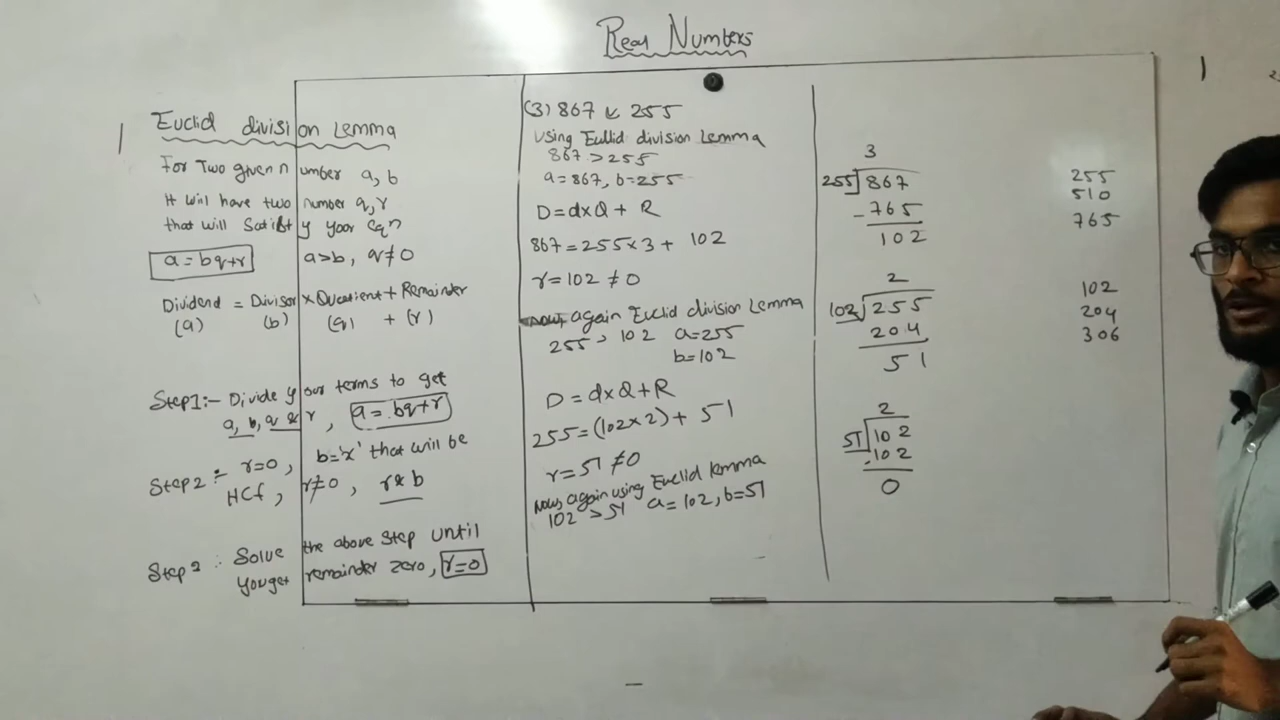 Real Numbers
Euclid division Lemma
For Two given number a, b
It will have two number q, r
that will Satisfy your Eqn
a = bq+r a>b, q≠0
Dividend = Divisor × Quotient + Remainder
(a) (b) (q) + (r)
Step1:- Divide your terms to get
a, b, q & r , a = bq+r
Step2:- r=0, b='x' that will be
HCf, r≠0, r & b
Step3:- Solve the above step until
you get remainder zero, r=0
(3) 867 & 255
Using Euclid division Lemma
867 > 255
a=867, b=255
D=d×Q+R
867=255×3+ 102
r=102 ≠0
Now, again Euclid division Lemma
255 > 102 a=255
b=102
D=d×Q+R
255=(102×2)+ 51
r=51 ≠0
Now, again using Euclid lemma
102 >51 a=102, b=51
3
255 867
-765
102
2
102 255
204
51
2
51 102
-102
0
255
510
765
102
204
306